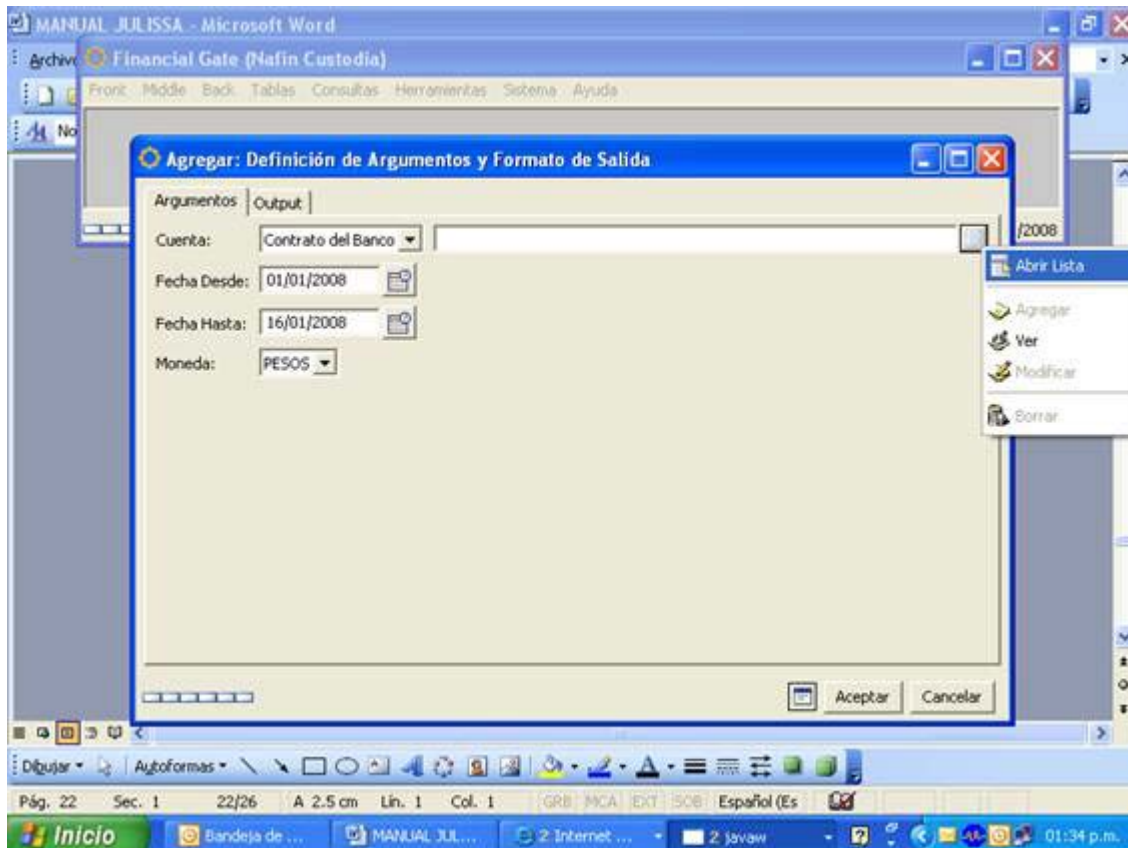 MANUAL JULISSA - Microsoft Word
Archivo
Financial Gate (Nafin Custodia)
Front Middle Back Tablas Consultas Herramientas Sistema Ayuda
No
Agregar: Definición de Argumentos y Formato de Salida
Argumentos Output
Cuenta: Contrato del Banco
/2008
Abrir Lista
Fecha Desde: 01/01/2008
Agregar
Fecha Hasta: 16/01/2008
Ver
Moneda: PESOS
Modificar
Borrar
Aceptar Cancelar
Dibujar Autoformas
Pág. 22 Sec. 1 22/26 A 2.5 cm Lín. 1 Col. 1 GRB MCA EXT SOB Español (Es
Inicio Bandeja de ... MANUAL JUL... 2 Internet ... 2 javaw 01:34 p.m.